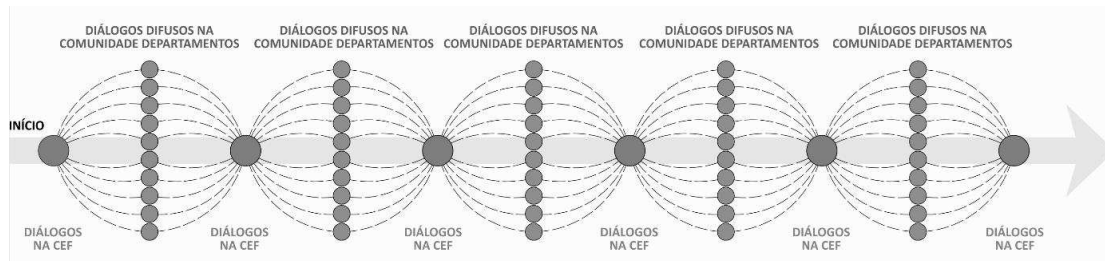 DIÁLOGOS DIFUSOS NA
COMUNIDADE DEPARTAMENTOS
DIÁLOGOS DIFUSOS NA
COMUNIDADE DEPARTAMENTOS
DIÁLOGOS DIFUSOS NA
COMUNIDADE DEPARTAMENTOS
DIÁLOGOS DIFUSOS NA
COMUNIDADE DEPARTAMENTOS
DIÁLOGOS DIFUSOS NA
COMUNIDADE DEPARTAMENTOS
INÍCIO
DIÁLOGOS
NA CEF
DIÁLOGOS
NA CEF
DIÁLOGOS
NA CEF
DIÁLOGOS
NA CEF
DIÁLOGOS
NA CEF
DIÁLOGOS
NA CEF